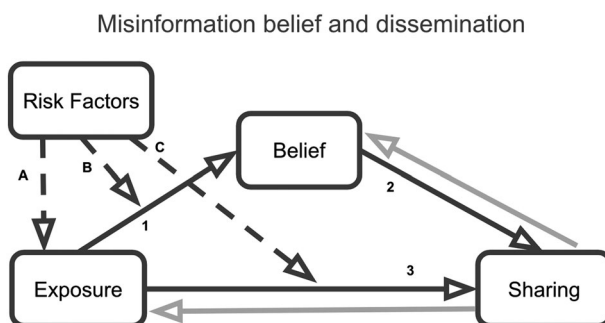 Misinformation belief and dissemination
Risk Factors
A
B
C
Belief
1
2
Exposure
3
Sharing